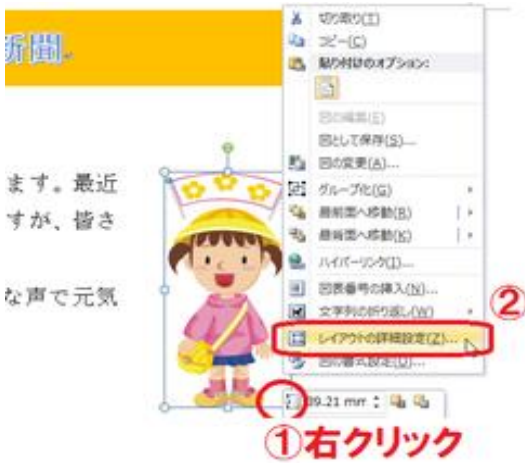 新聞
ます。最近
すが、皆さ
な声で元気
切り取り(T)
コピー(C)
貼り付けのオプション:
図の編集(E)
図として保存(S)...
図の変更(A)...
グループ化(G)
最前面へ移動(R)
最背面へ移動(K)
ハイパーリンク(I)...
図表番号の挿入(N)...
文字列の折り返し(W)
②
レイアウトの詳細設定(Z)...
図の書式設定(O)...
39.21 mm
①右クリック